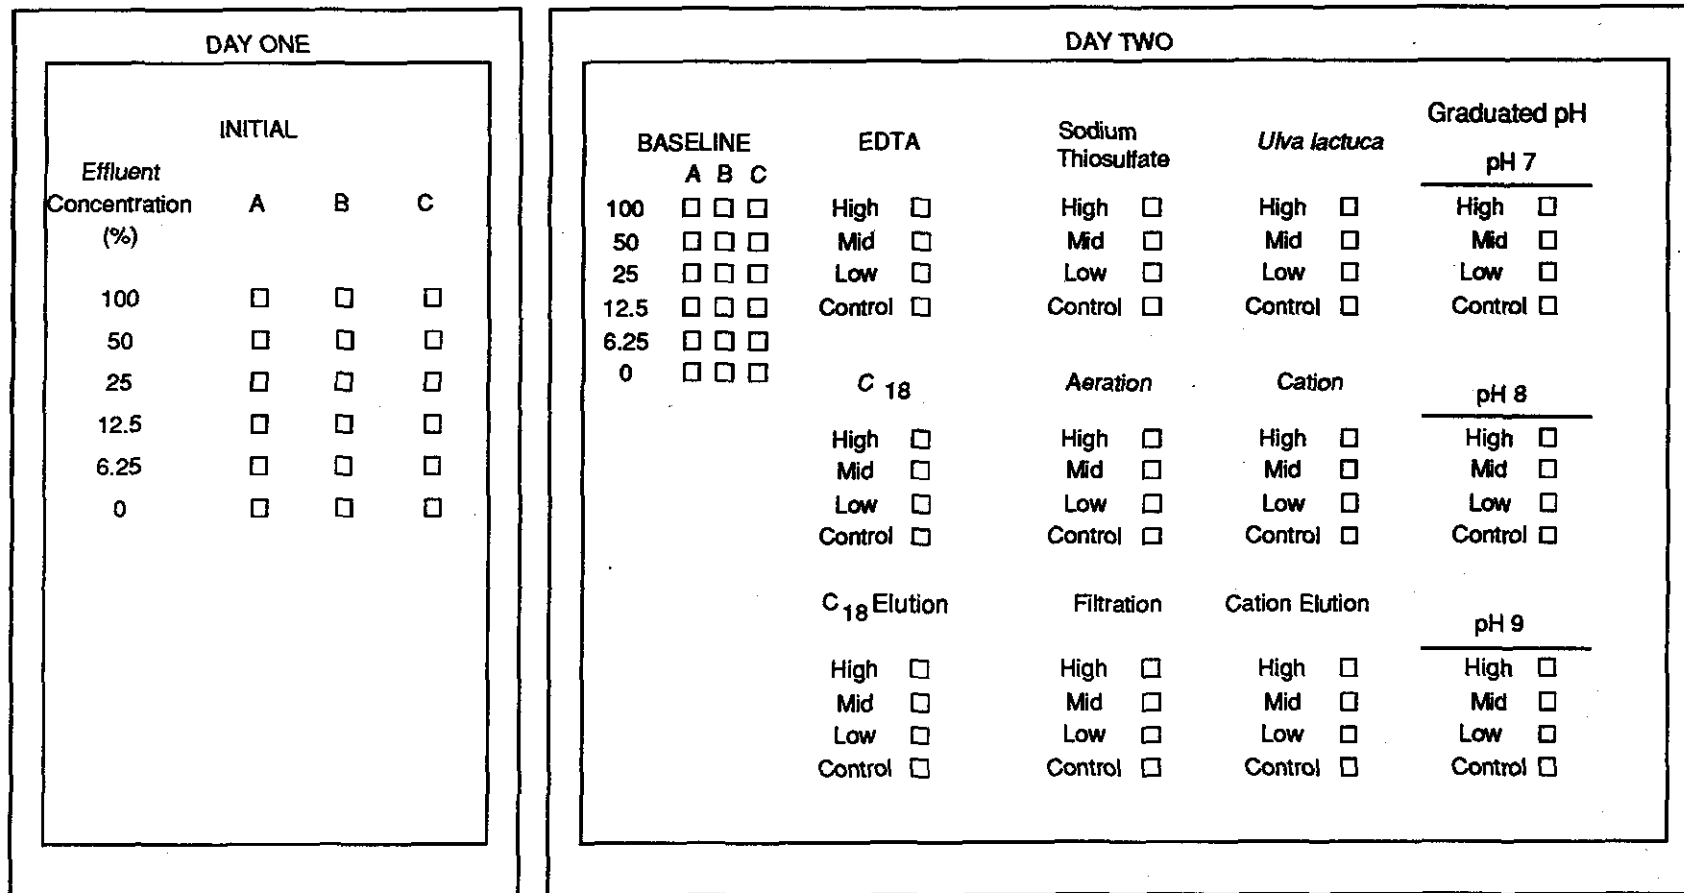 DAY ONE
INITIAL
Effluent
Concentration A B C
(%)
100
50
25
12.5
6.25
0
DAY TWO
BASELINE
A B C
100
50
25
12.5
6.25
0
EDTA
High
Mid
Low
Control
Sodium
Thiosulfate
High
Mid
Low
Control
Ulva lactuca
High
Mid
Low
Control
Graduated pH
pH 7
High
Mid
Low
Control
C 18
High
Mid
Low
Control
Aeration
High
Mid
Low
Control
Cation
High
Mid
Low
Control
pH 8
High
Mid
Low
Control
C18 Elution
High
Mid
Low
Control
Filtration
High
Mid
Low
Control
Cation Elution
High
Mid
Low
Control
pH 9
High
Mid
Low
Control